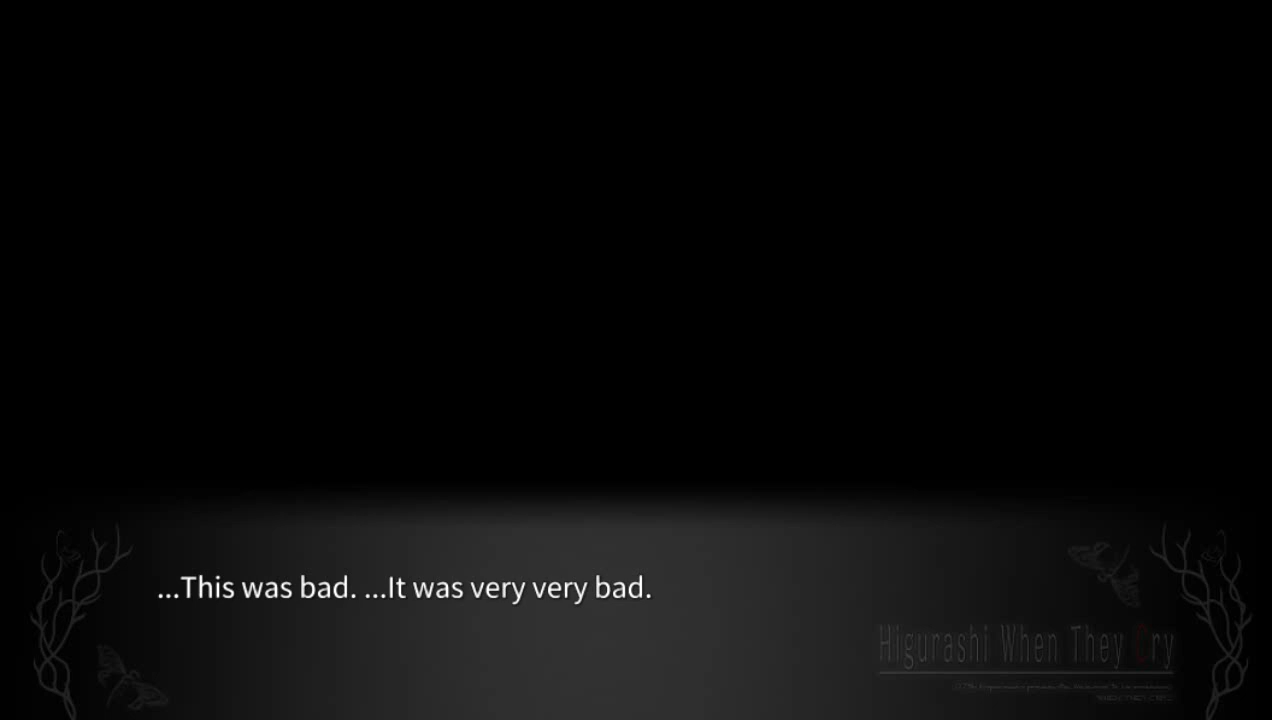 ...This was bad. ...It was very very bad.
Higurashi When They Cry